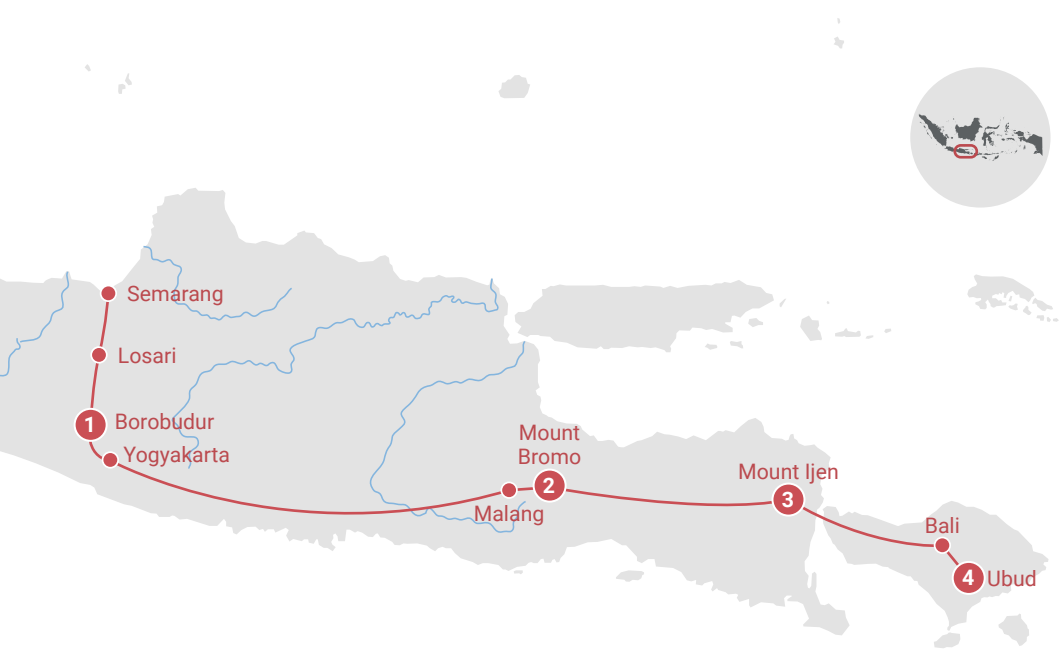 Semarang
Losari
1
Borobudur
Yogyakarta
Mount
Bromo
2
Malang
Mount Ijen
3
Bali
4
Ubud